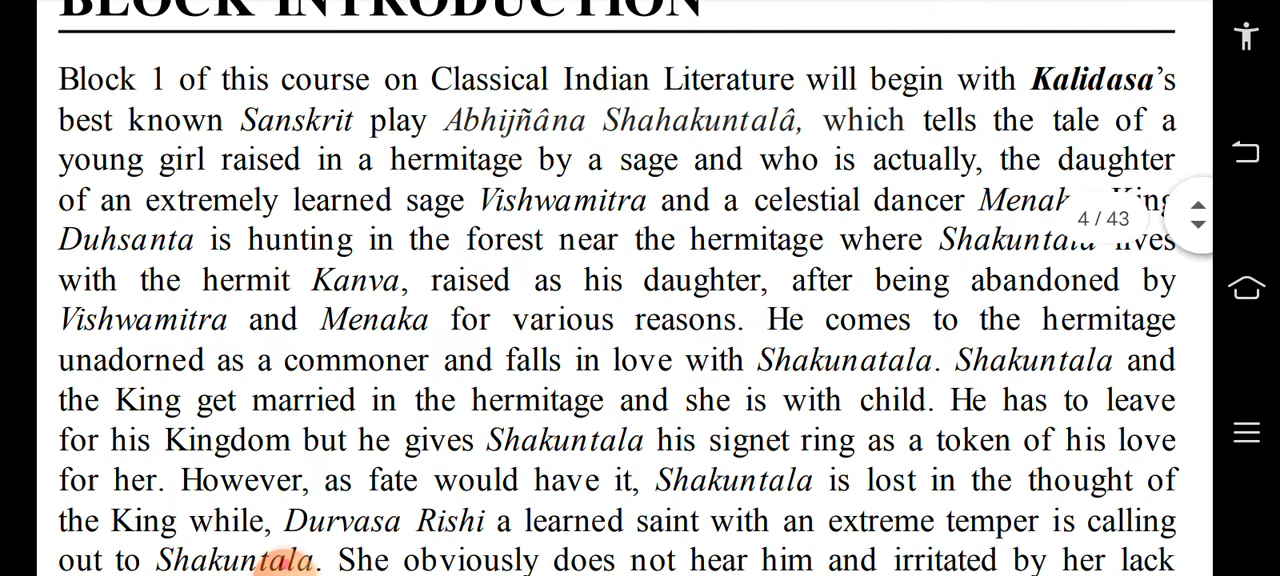 BLOCK INTRODUCTION
Block 1 of this course on Classical Indian Literature will begin with Kalidasa's
best known Sanskrit play Abhijñâna Shahakuntalâ, which tells the tale of a
young girl raised in a hermitage by a sage and who is actually, the daughter
of an extremely learned sage Vishwamitra and a celestial dancer
4 / 43
Duhsanta is hunting in the forest near the hermitage where
with the hermit Kanva, raised as his daughter, after being abandoned by
Vishwamitra and Menaka for various reasons. He comes to the hermitage
unadorned as a commoner and falls in love with Shakunatala. Shakuntala and
the King get married in the hermitage and she is with child. He has to leave
for his Kingdom but he gives Shakuntala his signet ring as a token of his love
for her. However, as fate would have it, Shakuntala is lost in the thought of
the King while, Durvasa Rishi a learned saint with an extreme temper is calling
out to Shakuntala. She obviously does not hear him and irritated by her lack